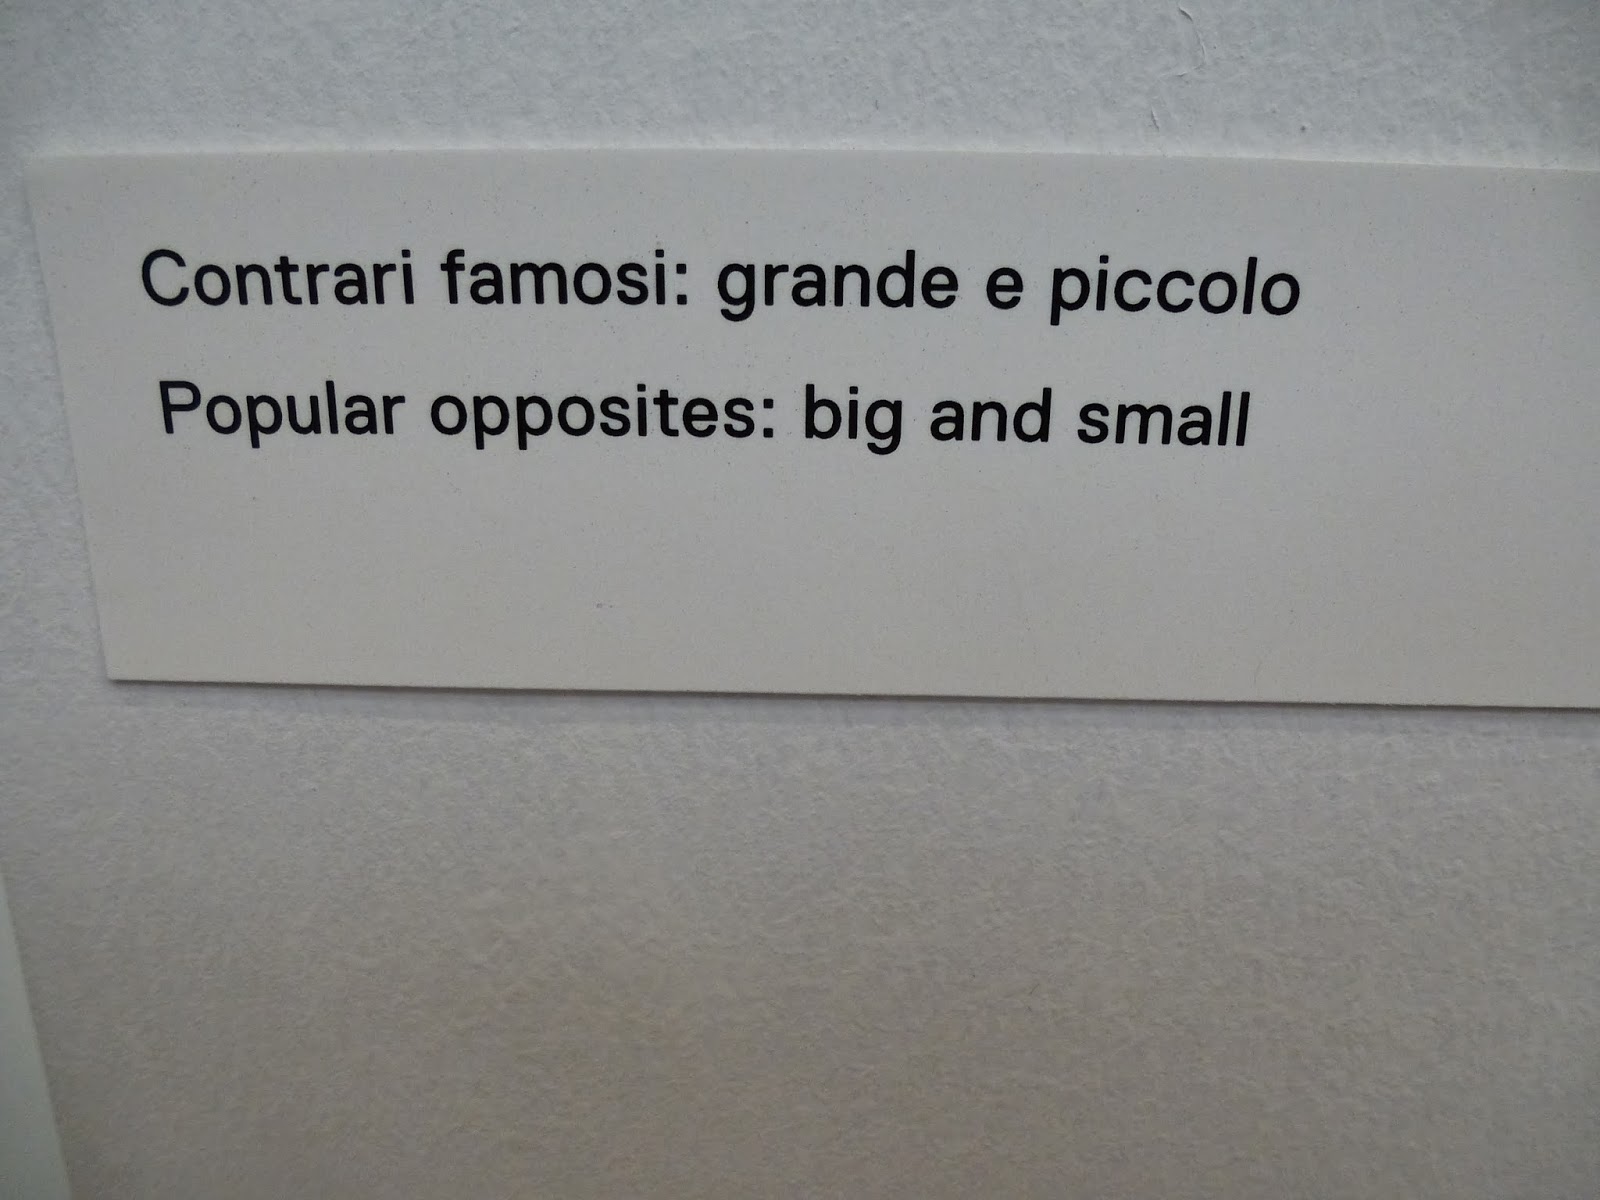 Contrari famosi: grande e piccolo
Popular opposites: big and small